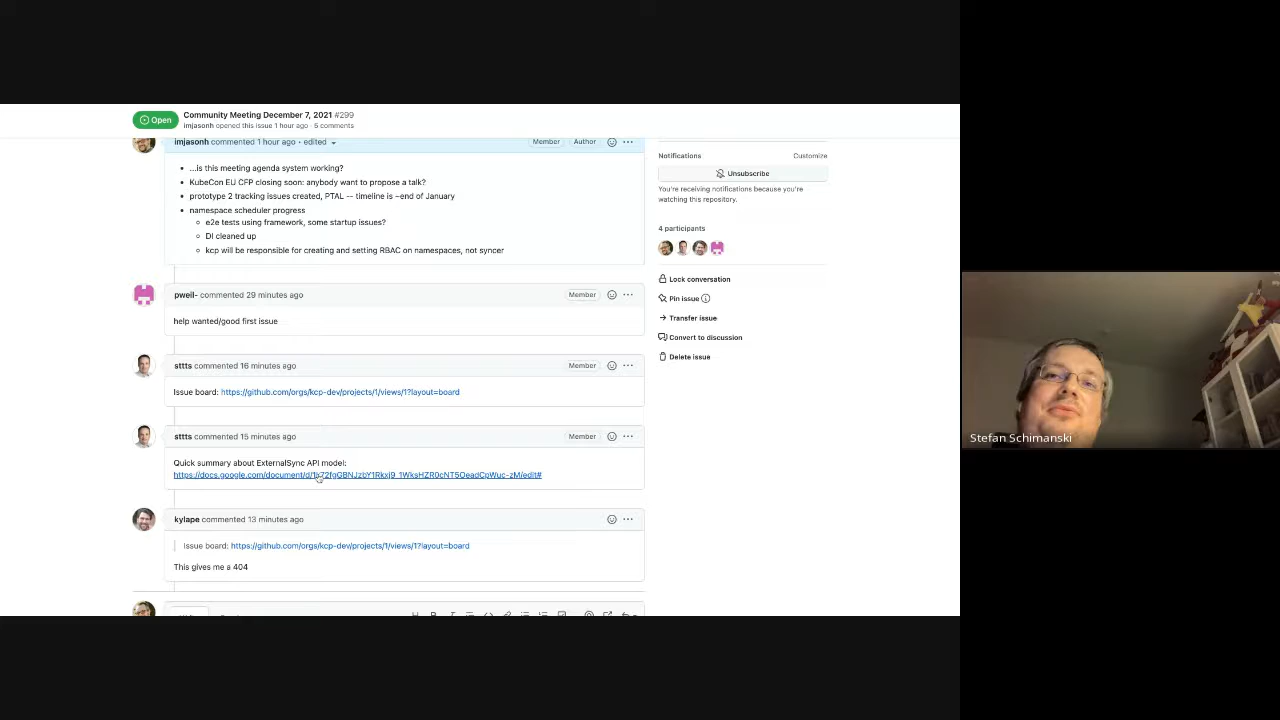 Open
Community Meeting December 7, 2021 #299
imjasonh opened this issue 1 hour ago · 5 comments
imjasonh commented 1 hour ago · edited
Member
Author
...is this meeting agenda system working?
KubeCon EU CFP closing soon: anybody want to propose a talk?
prototype 2 tracking issues created, PTAL -- timeline is ~end of January
namespace scheduler progress
e2e tests using framework, some startup issues?
DI cleaned up
kcp will be responsible for creating and setting RBAC on namespaces, not syncer
pweil- commented 29 minutes ago
Member
help wanted/good first issue
sttts commented 16 minutes ago
Member
Issue board: https://github.com/orgs/kcp-dev/projects/1/views/1?layout=board
sttts commented 15 minutes ago
Member
Quick summary about ExternalSync API model:
kylape commented 13 minutes ago
Issue board: https://github.com/orgs/kcp-dev/projects/1/views/1?layout=board
This gives me a 404
Notifications
Customize
Unsubscribe
You're receiving notifications because you're
watching this repository.
4 participants
Lock conversation
Pin issue
Transfer issue
Convert to discussion
Delete issue
Stefan Schimanski